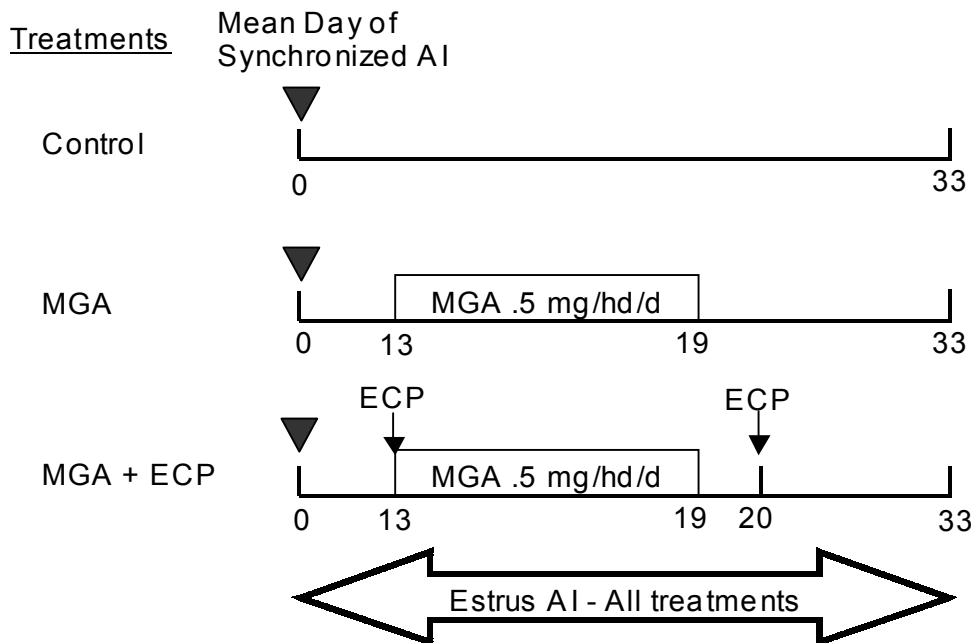 Treatments
Mean Day of
Synchronized AI
Control
0 33
MGA
MGA .5 mg/hd/d
0 13 19 33
ECP ECP
MGA + ECP
MGA .5 mg/hd/d
0 13 19 20 33
Estrus AI - All treatments